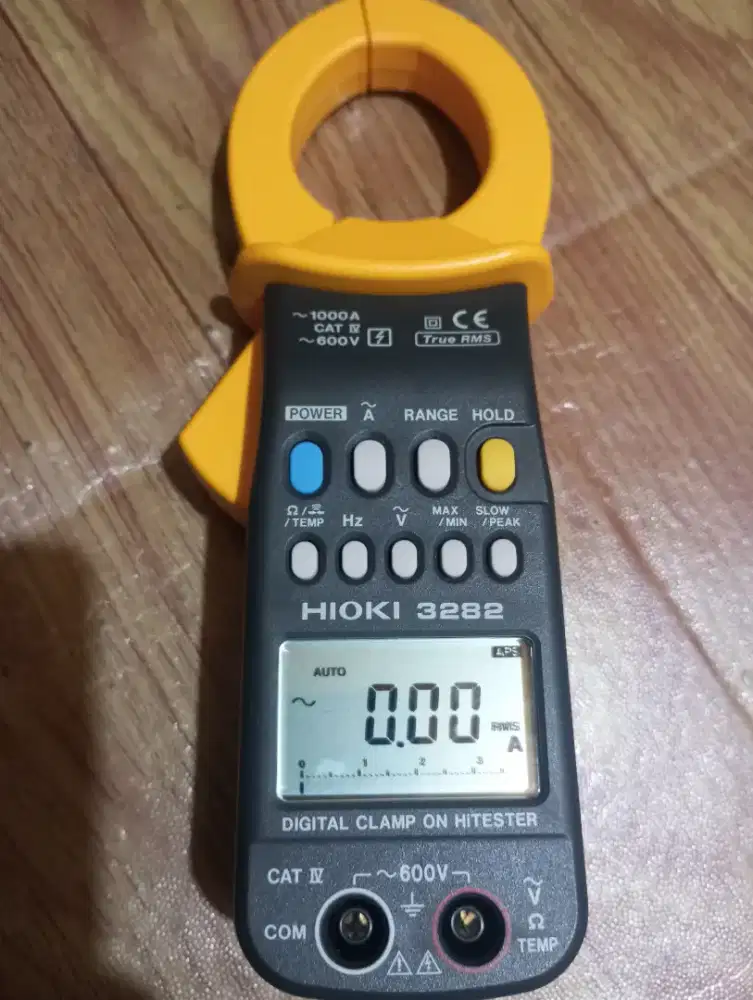 ~1000A
CAT Ⅳ
~600V
CE
True RMS
POWER
~A
RANGE
HOLD
Ω/
/TEMP
Hz
~V
MAX
/MIN
SLOW
/PEAK
HIOKI 3282
APS
AUTO
~ 0.00 RMS
A
0 1 2 3
DIGITAL CLAMP ON HITESTER
CAT Ⅳ
~600V
COM
~V
Ω
TEMP